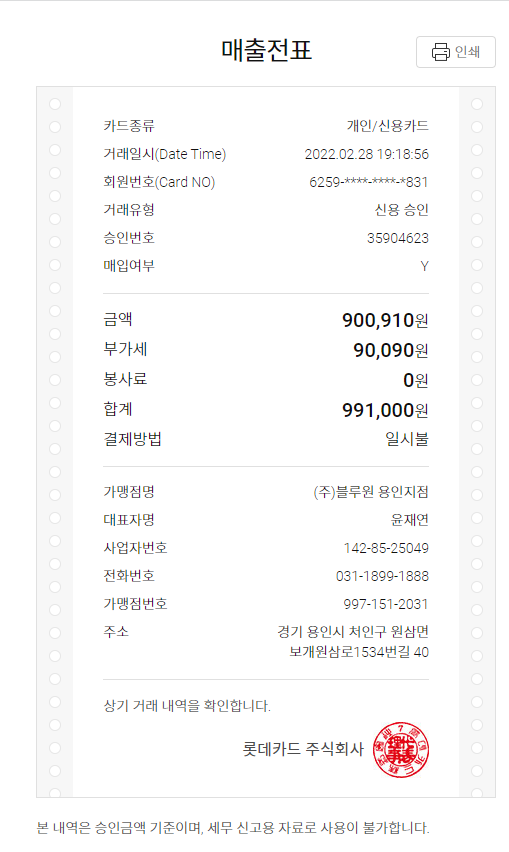 매출전표
인쇄
카드종류 개인/신용카드
거래일시(Date Time) 2022.02.28 19:18:56
회원번호(Card NO) 6259-****-****-*831
거래유형 신용 승인
승인번호 35904623
매입여부 Y
금액 900,910원
부가세 90,090원
봉사료 0원
합계 991,000원
결제방법 일시불
가맹점명 (주)블루원 용인지점
대표자명 윤재연
사업자번호 142-85-25049
전화번호 031-1899-1888
가맹점번호 997-151-2031
주소 경기 용인시 처인구 원삼면
보개원삼로1534번길 40
상기 거래 내역을 확인합니다.
롯데카드 주식회사
본 내역은 승인금액 기준이며, 세무 신고용 자료로 사용이 불가합니다.